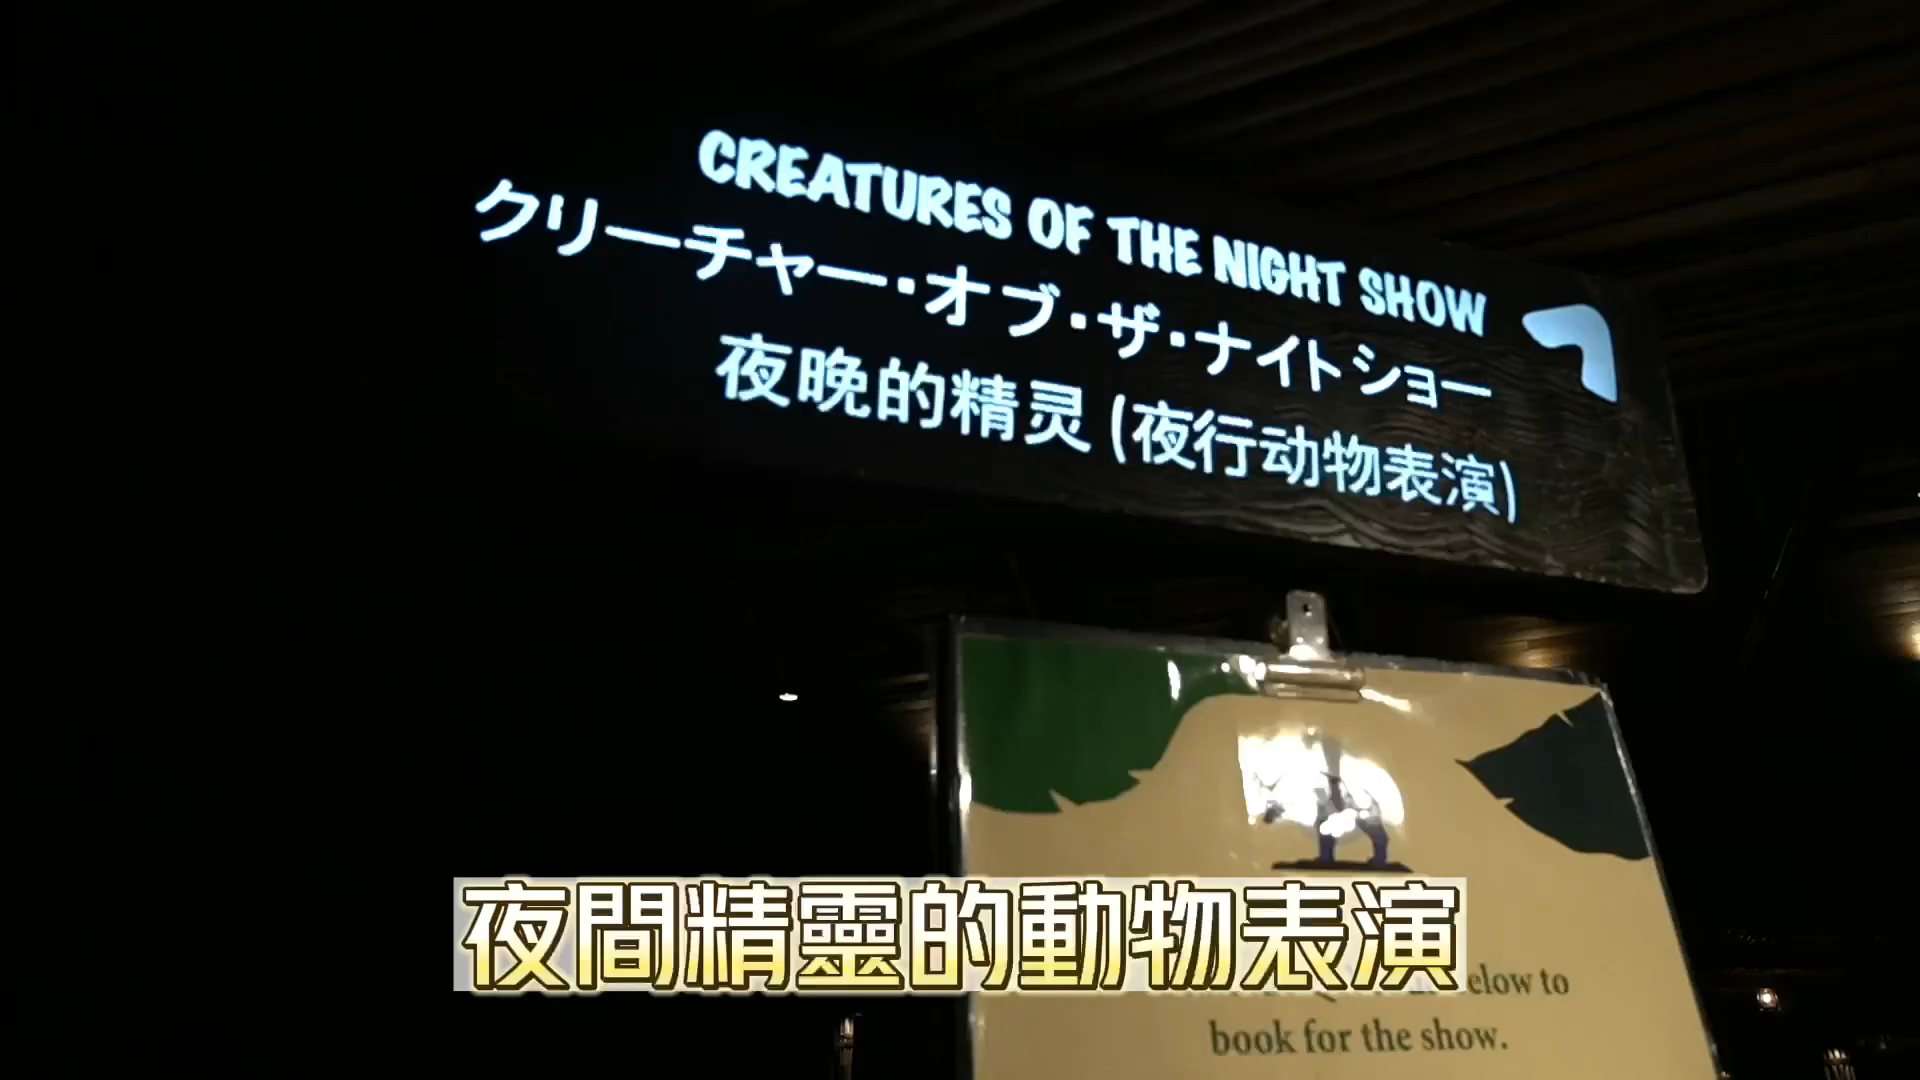 CREATURES OF THE NIGHT SHOW
クリーチャー・オブ・ザ・ナイトショー
夜晚的精灵 (夜行动物表演)
夜間精靈的動物表演
below to
book for the show.